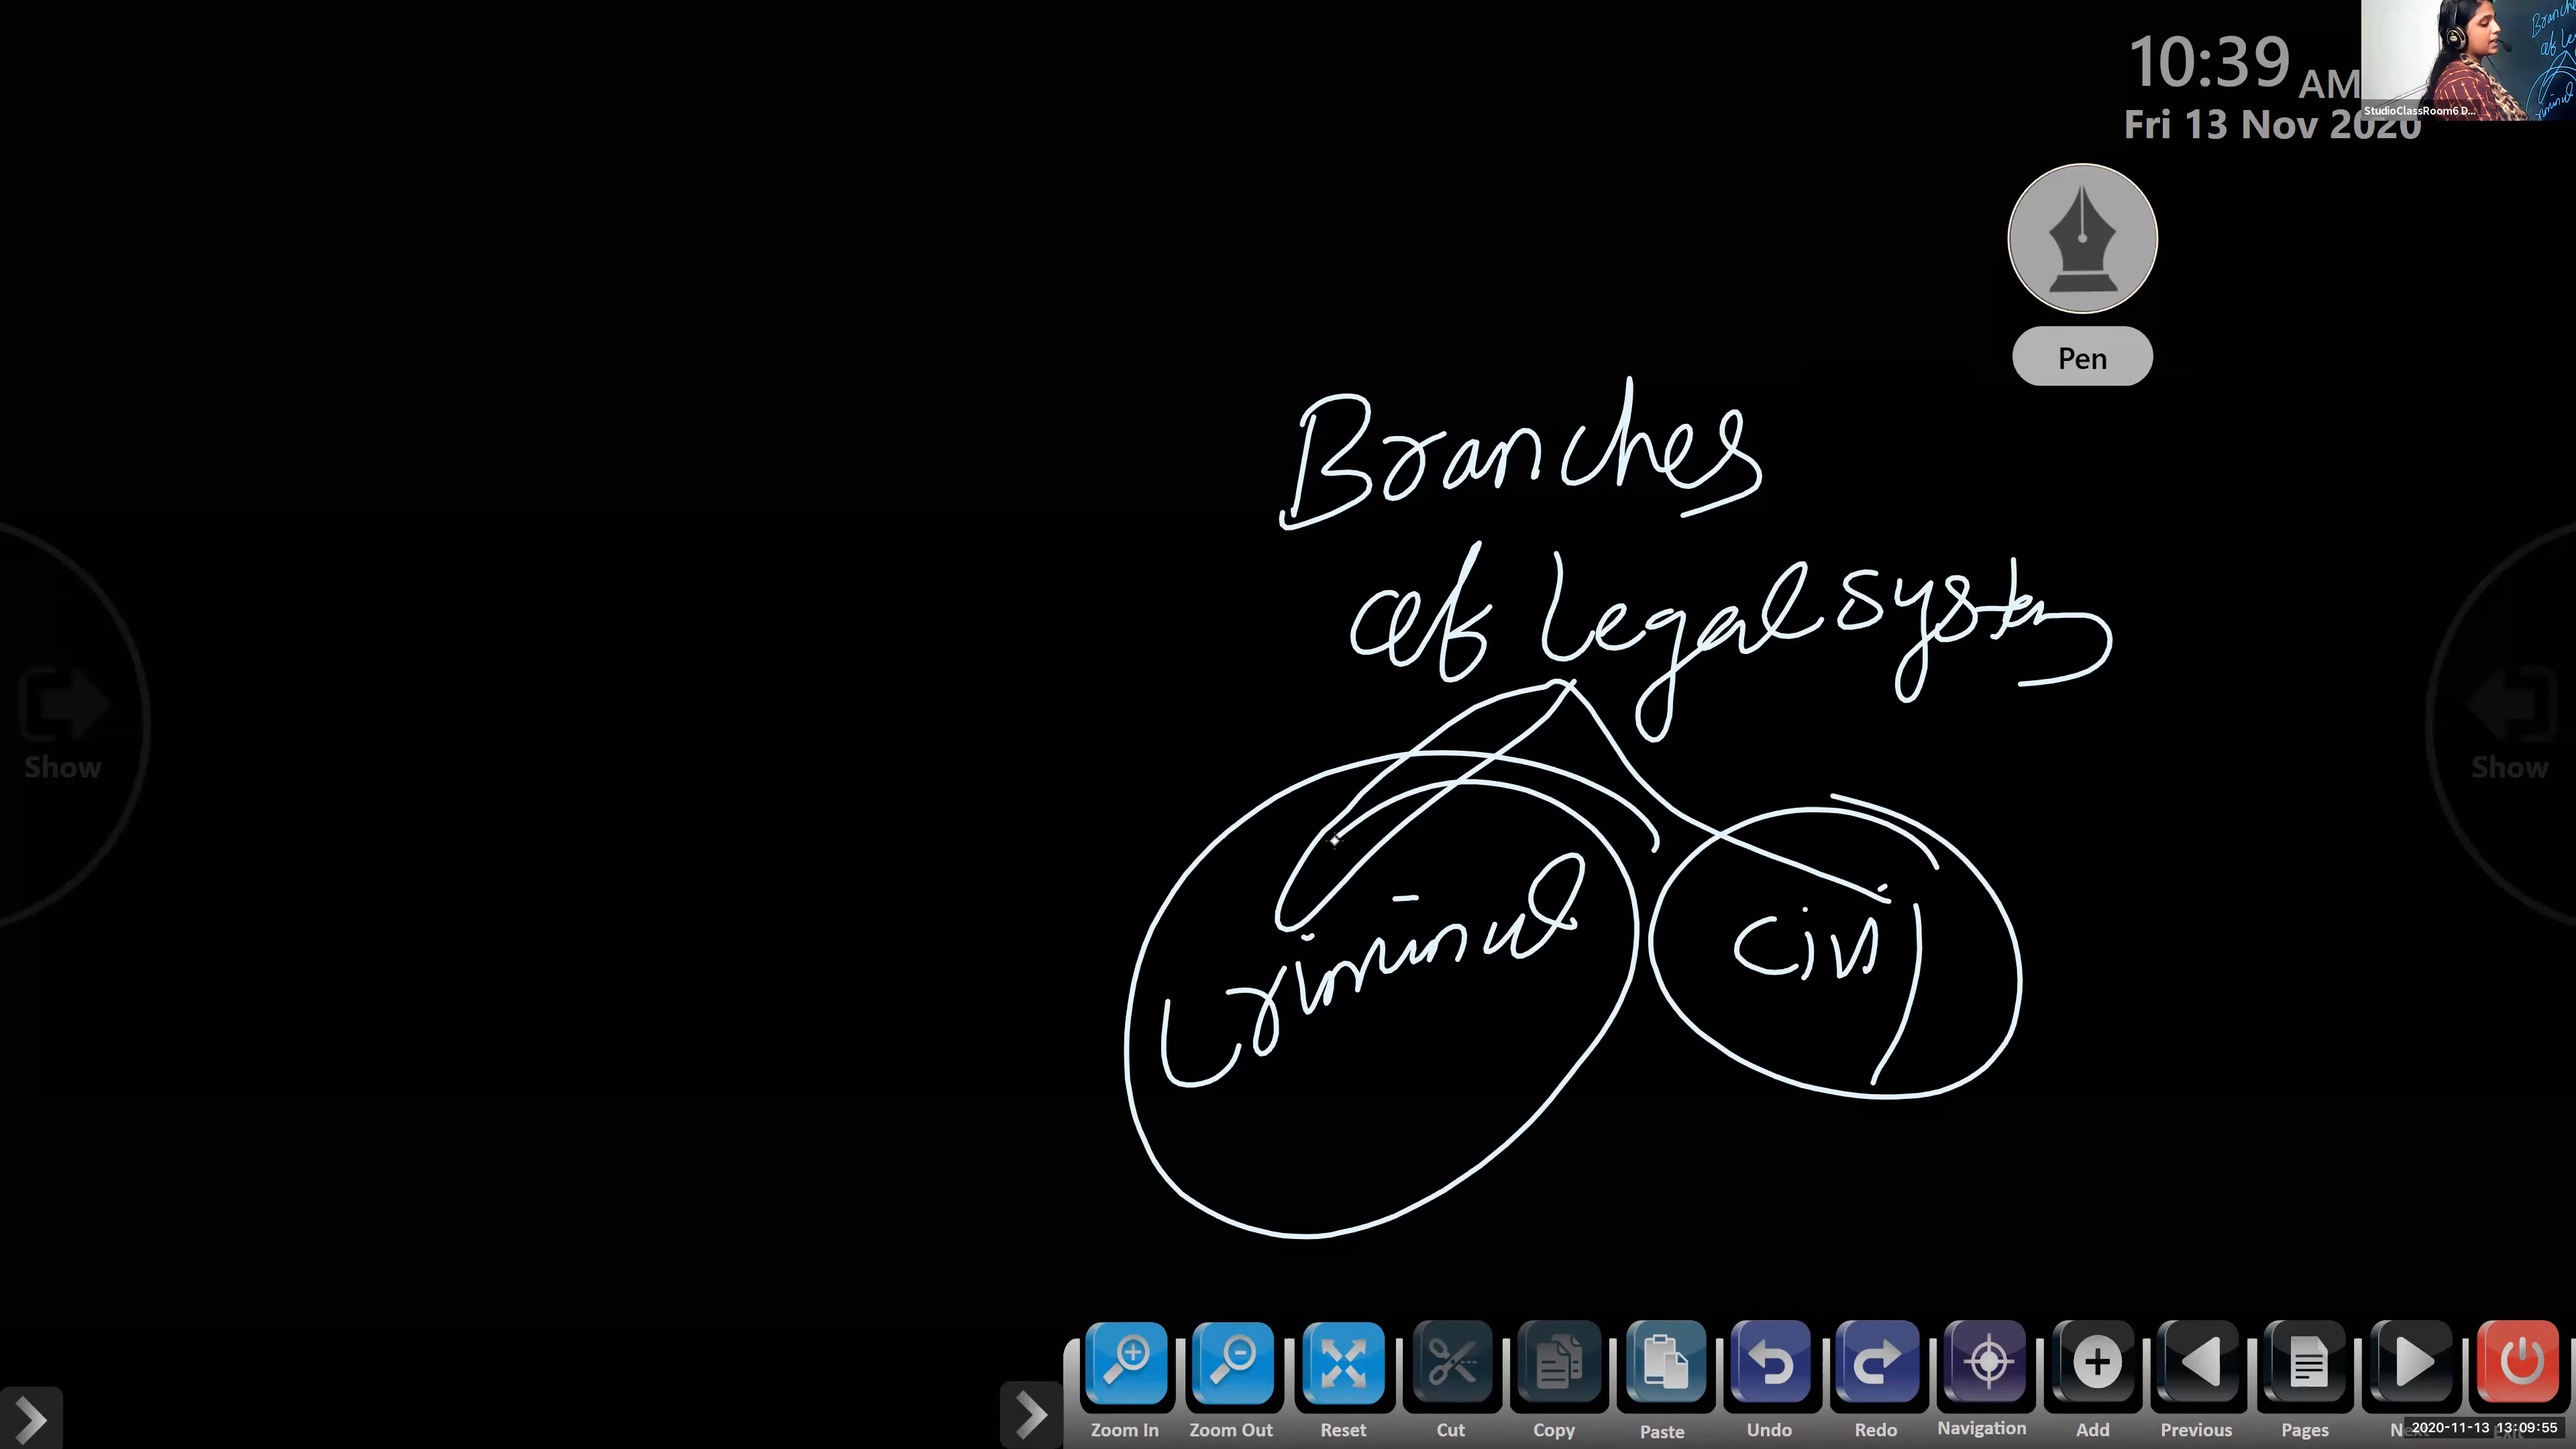 10:39 AM
Fri 13 Nov 2020
StudioClassRoom6 D...
Pen
Branches
of Legal system
Criminal
Civil
Show
Show
Zoom In
Zoom Out
Reset
Cut
Copy
Paste
Undo
Redo
Navigation
Add
Previous
Pages
2020-11-13 13:09:55